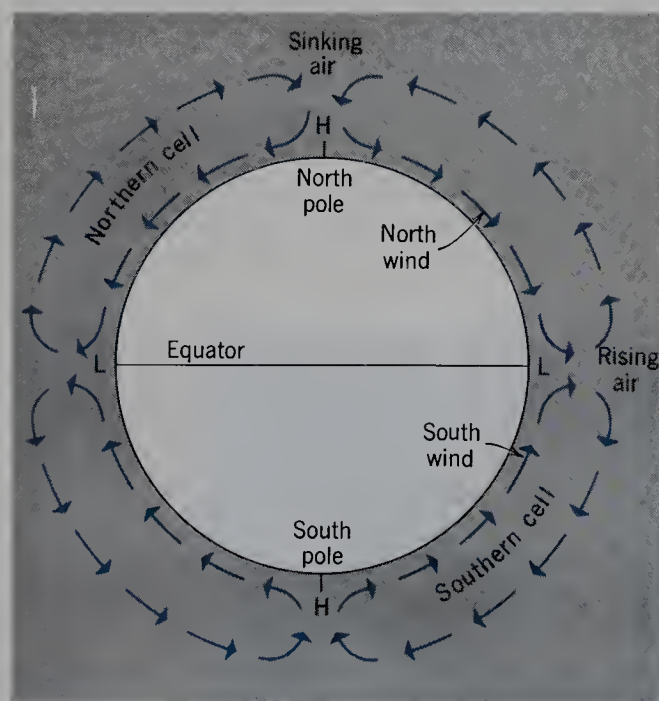 Sinking
air
H
Northern cell
North
pole
North
wind
L
Equator
L
Rising
air
South
wind
South
pole
Southern cell
H